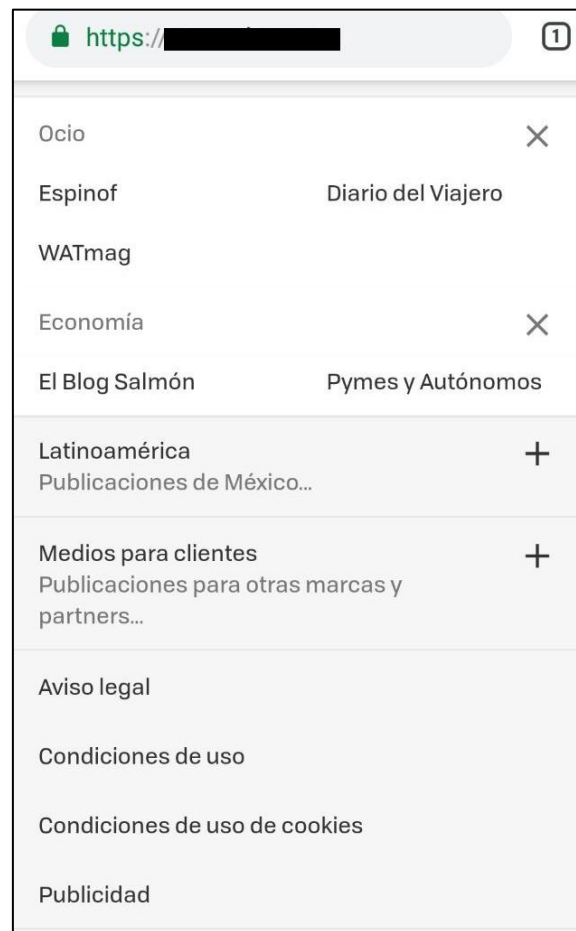 https://
1
Ocio
Espinof Diario del Viajero
WATmag
Economía
El Blog Salmón Pymes y Autónomos
Latinoamérica
Publicaciones de México...
Medios para clientes
Publicaciones para otras marcas y
partners...
Aviso legal
Condiciones de uso
Condiciones de uso de cookies
Publicidad